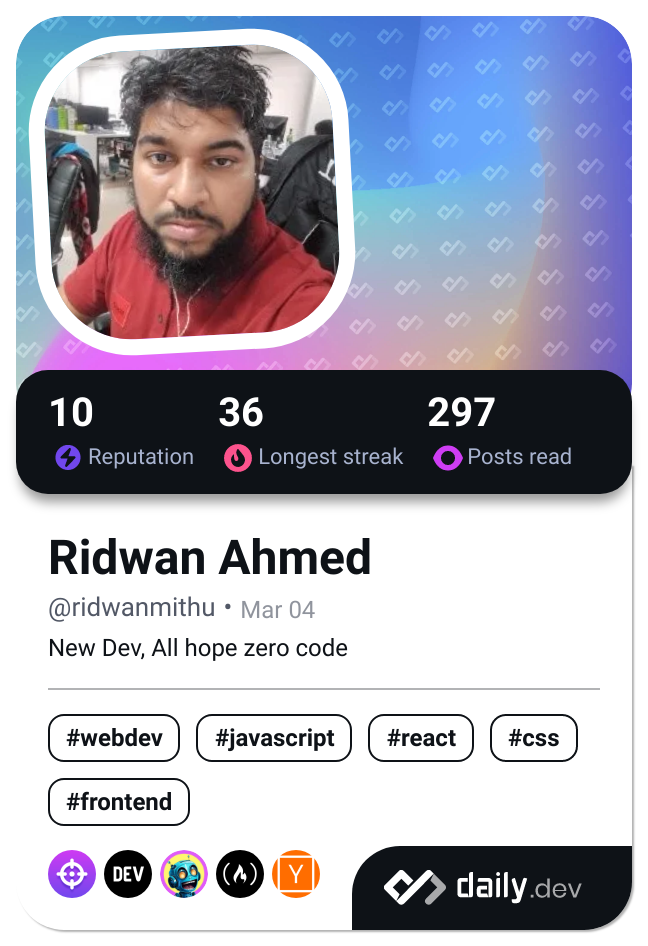 10 36 297
Reputation Longest streak Posts read
Ridwan Ahmed
@ridwanmithu • Mar 04
New Dev, All hope zero code
#webdev #javascript #react #css
#frontend
DEV Y
daily.dev